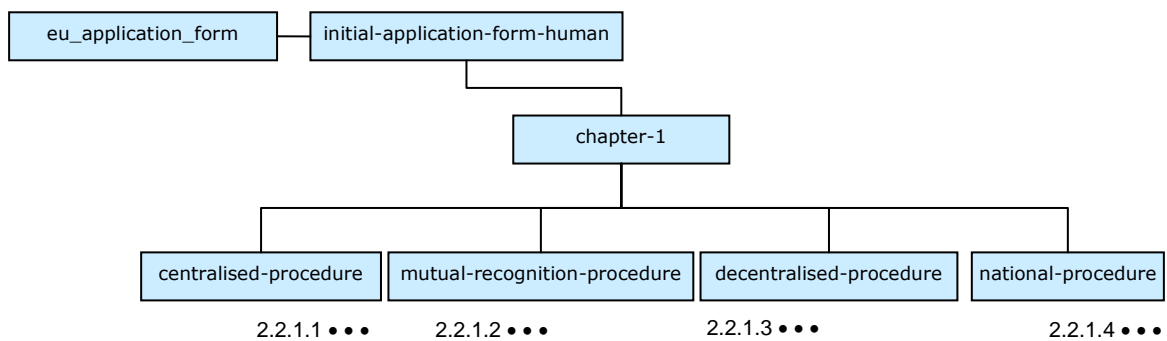 eu_application_form initial-application-form-human
chapter-1
centralised-procedure mutual-recognition-procedure decentralised-procedure national-procedure
2.2.1.1 ● ● ● 2.2.1.2 ● ● ● 2.2.1.3 ● ● ● 2.2.1.4 ● ● ●